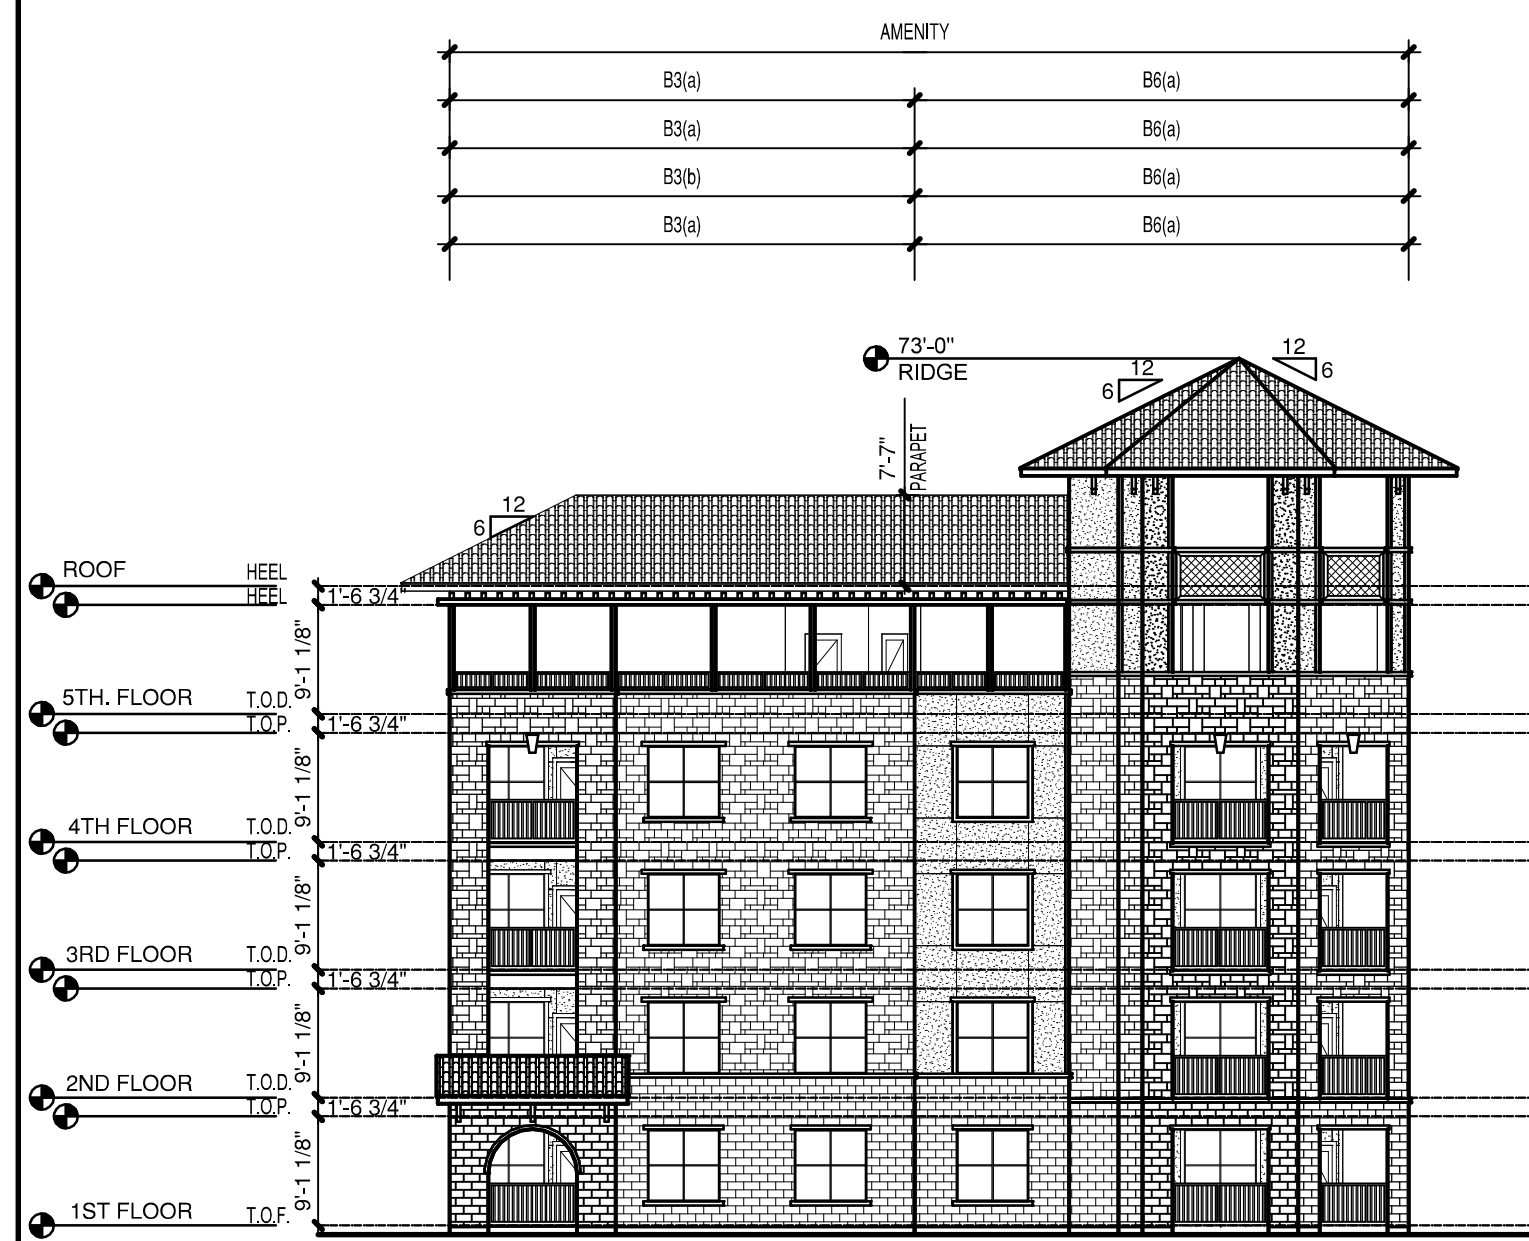 AMENITY
B3(a) B6(a)
B3(a) B6(a)
B3(b) B6(a)
B3(a) B6(a)
73'-0"
RIDGE
12
6
12
6
7'-7"
PARAPET
12
6
ROOF HEEL
HEEL 1'-6 3/4"
9'-1 1/8"
5TH. FLOOR T.O.D.
T.O.P. 1'-6 3/4"
9'-1 1/8"
4TH FLOOR T.O.D.
T.O.P. 1'-6 3/4"
9'-1 1/8"
3RD FLOOR T.O.D.
T.O.P. 1'-6 3/4"
9'-1 1/8"
2ND FLOOR T.O.D.
T.O.P. 1'-6 3/4"
9'-1 1/8"
1ST FLOOR T.O.F.